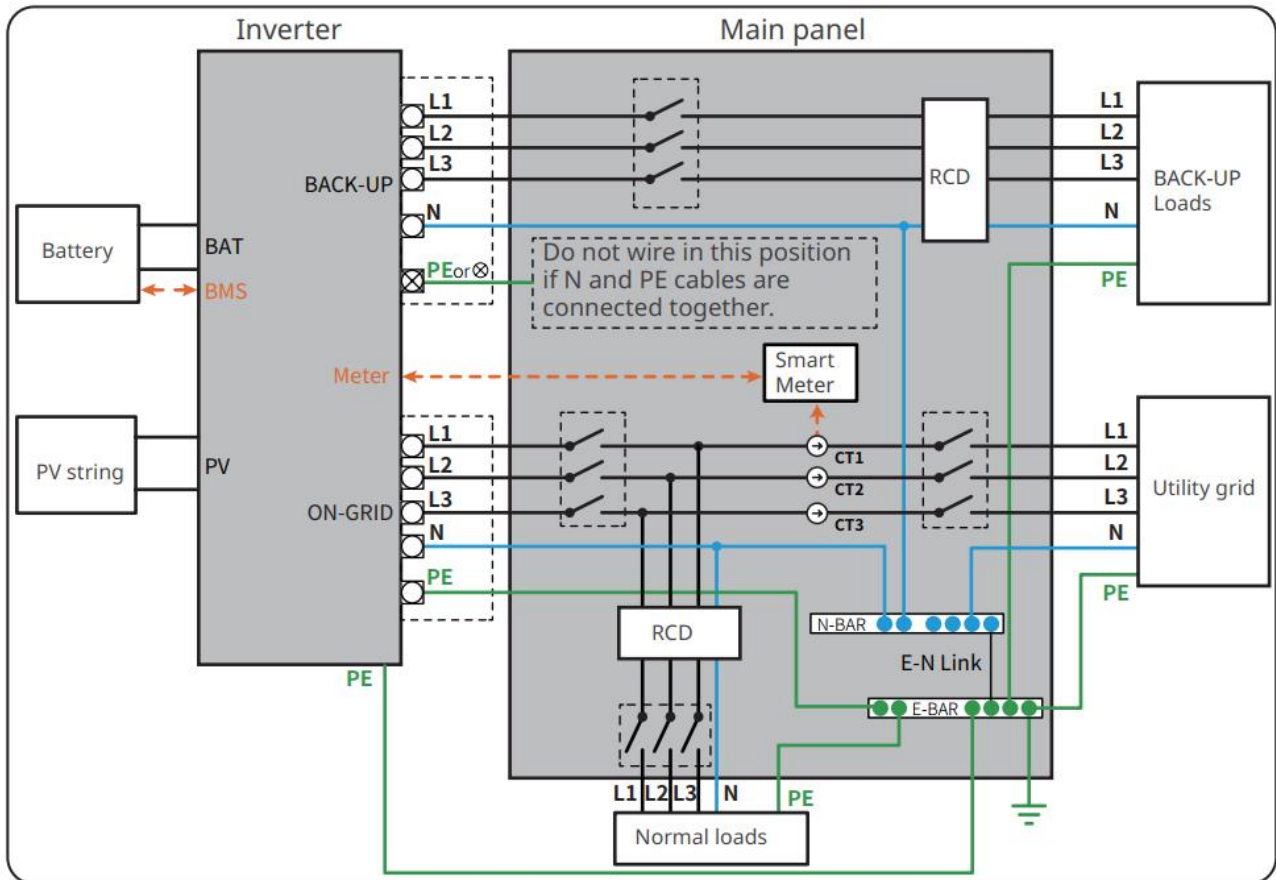 Inverter
Main panel
L1
L2
L3
BACK-UP
N
PEor⊗
RCD
L1
L2
L3
N
PE
BACK-UP
Loads
Battery
BAT
BMS
Do not wire in this position
if N and PE cables are
connected together.
Meter
Smart
Meter
PV string
PV
L1
L2
L3
ON-GRID
N
PE
CT1
CT2
CT3
L1
L2
L3
N
PE
Utility grid
RCD
N-BAR
E-N Link
E-BAR
PE
L1 L2 L3 N PE
Normal loads